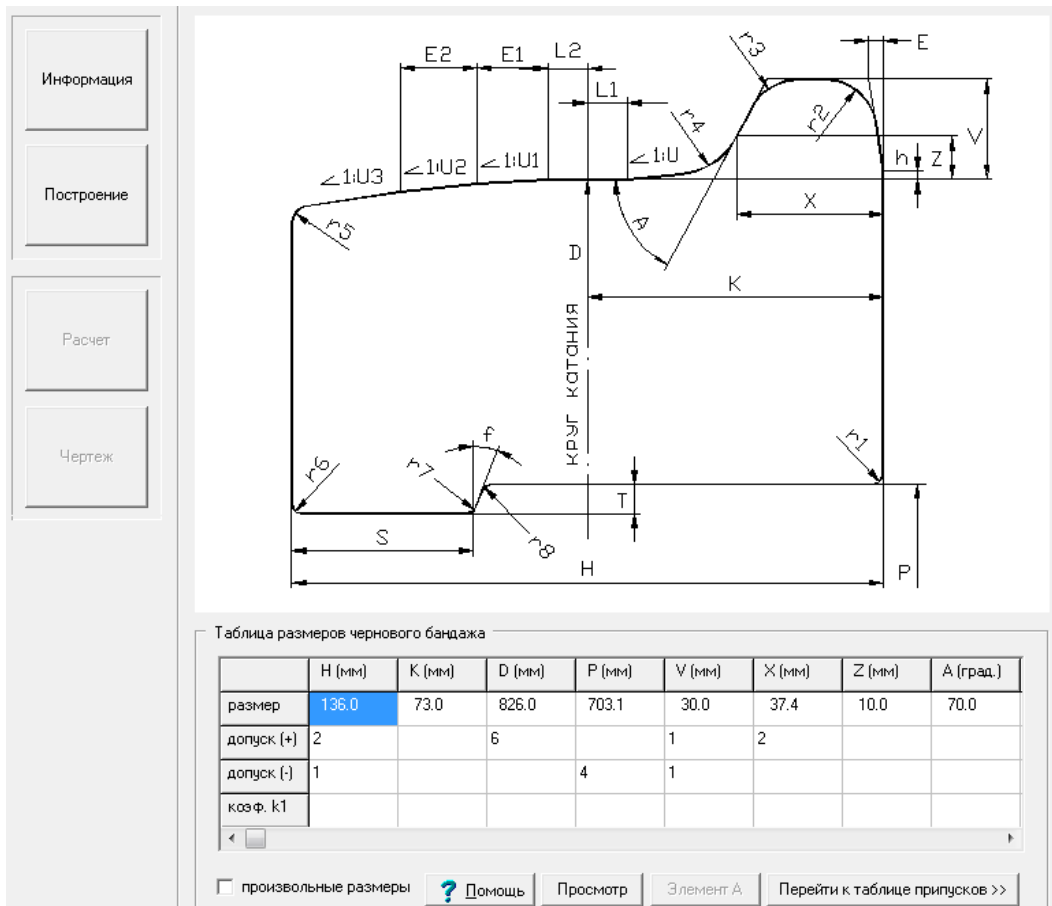 Информация
Построение
Расчет
Чертеж
E2 E1 L2 L1 r3 E
r4 r2 V
∠1:U3 ∠1:U2 ∠1:U1 ∠1:U h Z
r5 A X
D K
круг катания
r6 r7 f r1
T
S r8
H P
Таблица размеров чернового бандажа
H (мм) K (мм) D (мм) P (мм) V (мм) X (мм) Z (мм) A (град.)
размер 136.0 73.0 826.0 703.1 30.0 37.4 10.0 70.0
допуск (+) 2 6 1 2
допуск (-) 1 4 1
коэф. k1
произвольные размеры ? Помощь Просмотр Элемент А Перейти к таблице припусков >>